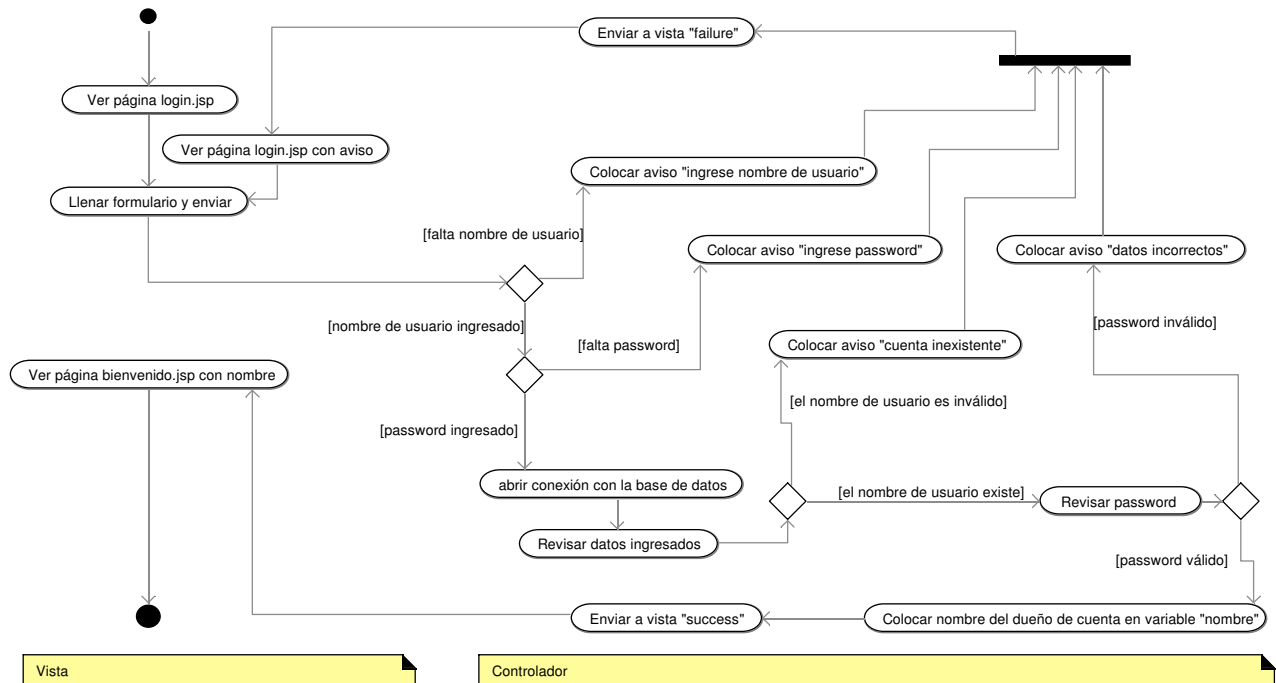 Enviar a vista "failure"
Ver página login.jsp
Ver página login.jsp con aviso
Colocar aviso "ingrese nombre de usuario"
Llenar formulario y enviar
[falta nombre de usuario]
Colocar aviso "ingrese password"
Colocar aviso "datos incorrectos"
[nombre de usuario ingresado]
[falta password]
[password inválido]
Colocar aviso "cuenta inexistente"
Ver página bienvenido.jsp con nombre
[el nombre de usuario es inválido]
[password ingresado]
abrir conexión con la base de datos
[el nombre de usuario existe]
Revisar password
Revisar datos ingresados
[password válido]
Enviar a vista "success"
Colocar nombre del dueño de cuenta en variable "nombre"
Vista
Controlador